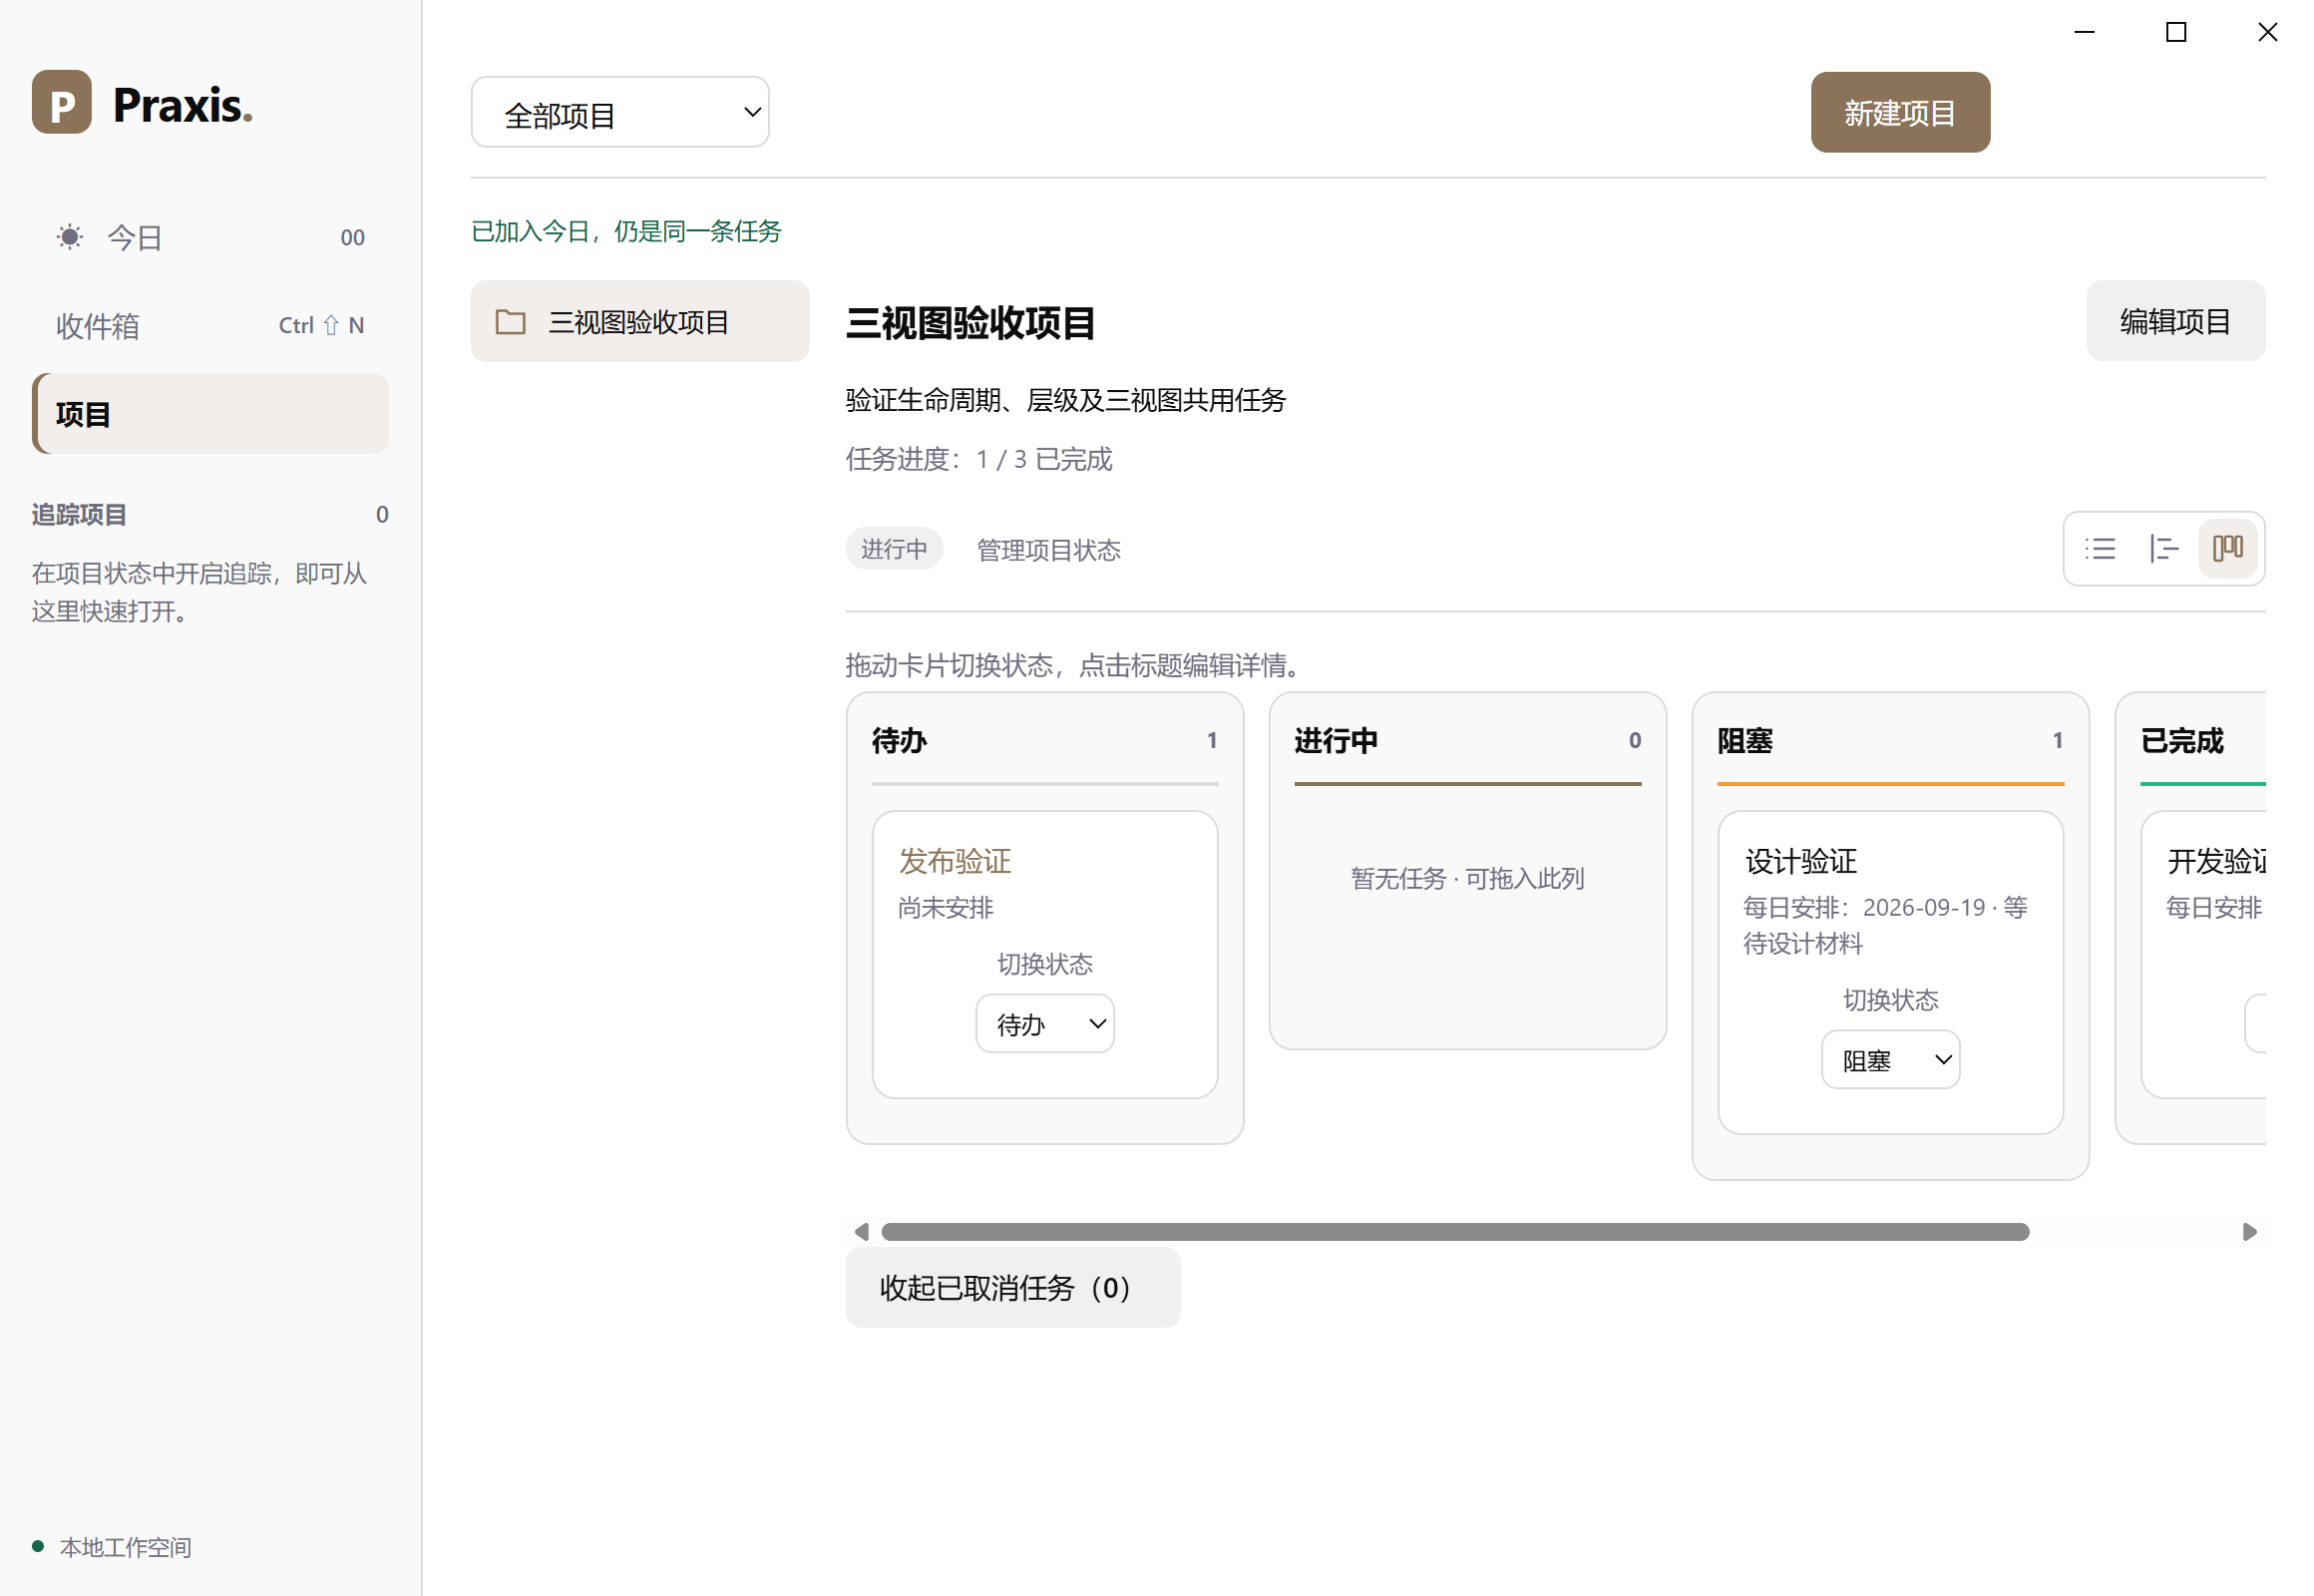 P Praxis.
今日 00
收件箱 Ctrl ⇧ N
项目
追踪项目 0
在项目状态中开启追踪，即可从
这里快速打开。
本地工作空间
全部项目
新建项目
已加入今日，仍是同一条任务
三视图验收项目
三视图验收项目
编辑项目
验证生命周期、层级及三视图共用任务
任务进度：1 / 3 已完成
进行中 管理项目状态
拖动卡片切换状态，点击标题编辑详情。
待办 1
发布验证
尚未安排
切换状态
待办
进行中 0
暂无任务 · 可拖入此列
阻塞 1
设计验证
每日安排：2026-09-19 · 等
待设计材料
切换状态
阻塞
已完成
开发验证
每日安排
收起已取消任务（0）